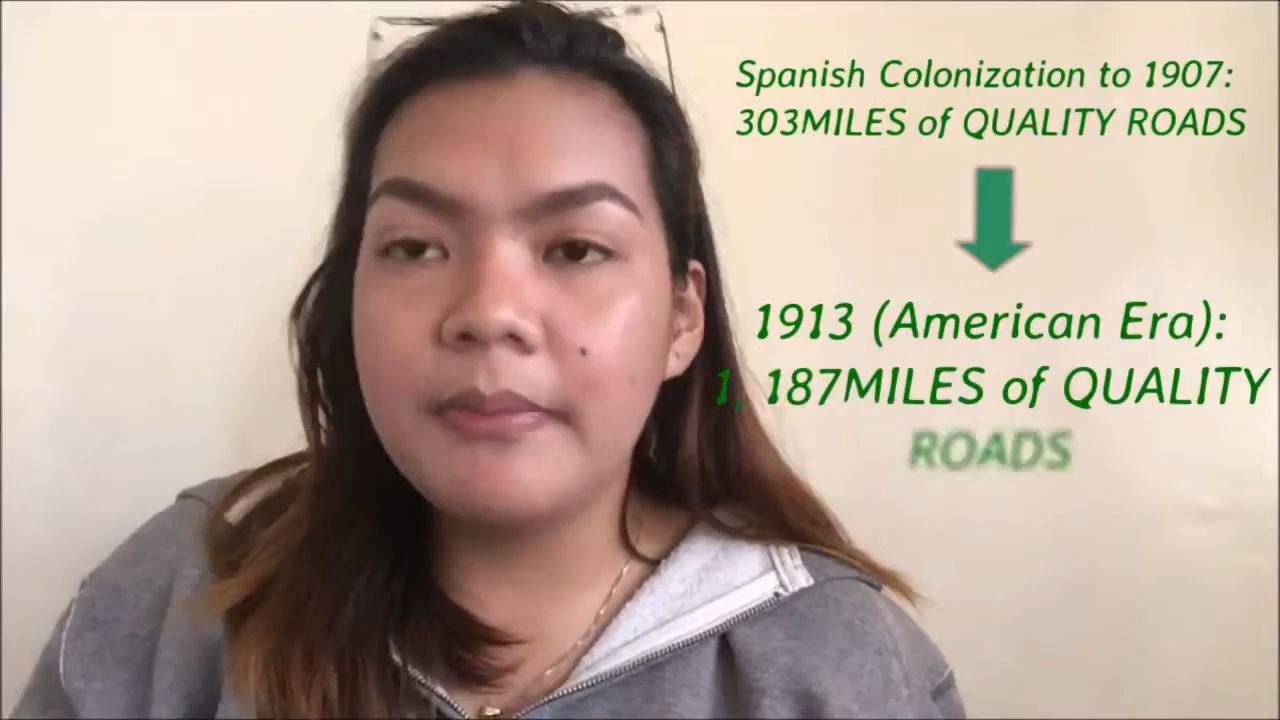 Spanish Colonization to 1907:
303MILES of QUALITY ROADS
1913 (American Era):
1, 187MILES of QUALITY
ROADS